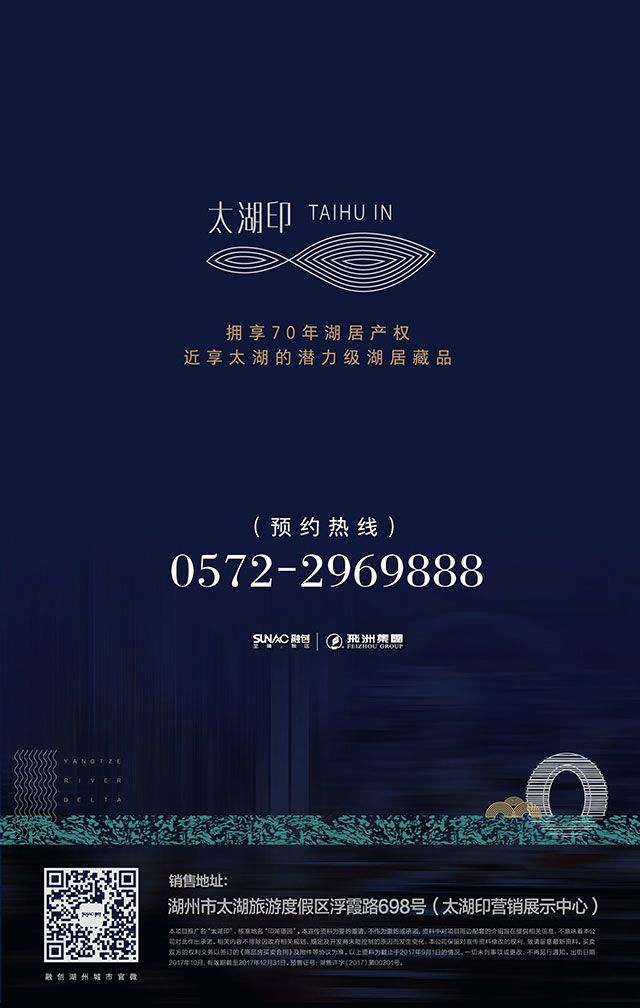 太湖印 TAIHU IN
拥享70年湖居产权
近享太湖的潜力级湖居藏品
(预约热线)
0572-2969888
SUNAC融创
至臻,致远
飛洲集團
FEIZHOU GROUP
YANGTZE
RIVER
DELTA
销售地址:
湖州市太湖旅游度假区浮霞路698号(太湖印营销展示中心)
本项目推广名“太湖印”,核准地名“印湖璟园”。本宣传资料为要约邀请,不作为邀约或承诺,资料中对项目周边配套的介绍旨在提供相关信息,不意味着本公
司对此作出承诺。相关内容不排除因政府相关规划、规定及开发商未能控制的原因而发生变化,本公司保留对宣传资料修改的权利,敬请留意最新资料。买卖
双方的权利义务以签订的《商品房买卖合同》及附件等协议为准。以上资料为截止于2017年9月1日的情况,一切未列事项或更改,不再另行通知。出街日期
2017年10月,有效期截至2017年12月31日。预售证号:湖售许字(2017)第00201号。
融创湖州城市官微